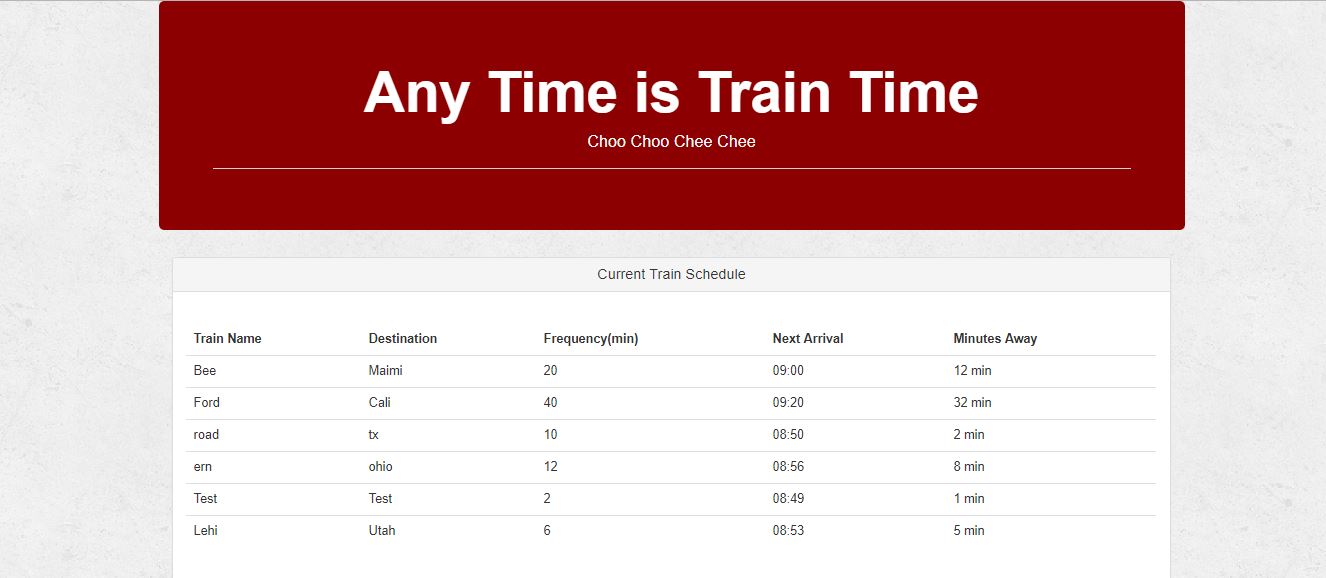 Any Time is Train Time
Choo Choo Chee Chee
Current Train Schedule
Train Name Destination Frequency(min) Next Arrival Minutes Away
Bee Maimi 20 09:00 12 min
Ford Cali 40 09:20 32 min
road tx 10 08:50 2 min
ern ohio 12 08:56 8 min
Test Test 2 08:49 1 min
Lehi Utah 6 08:53 5 min